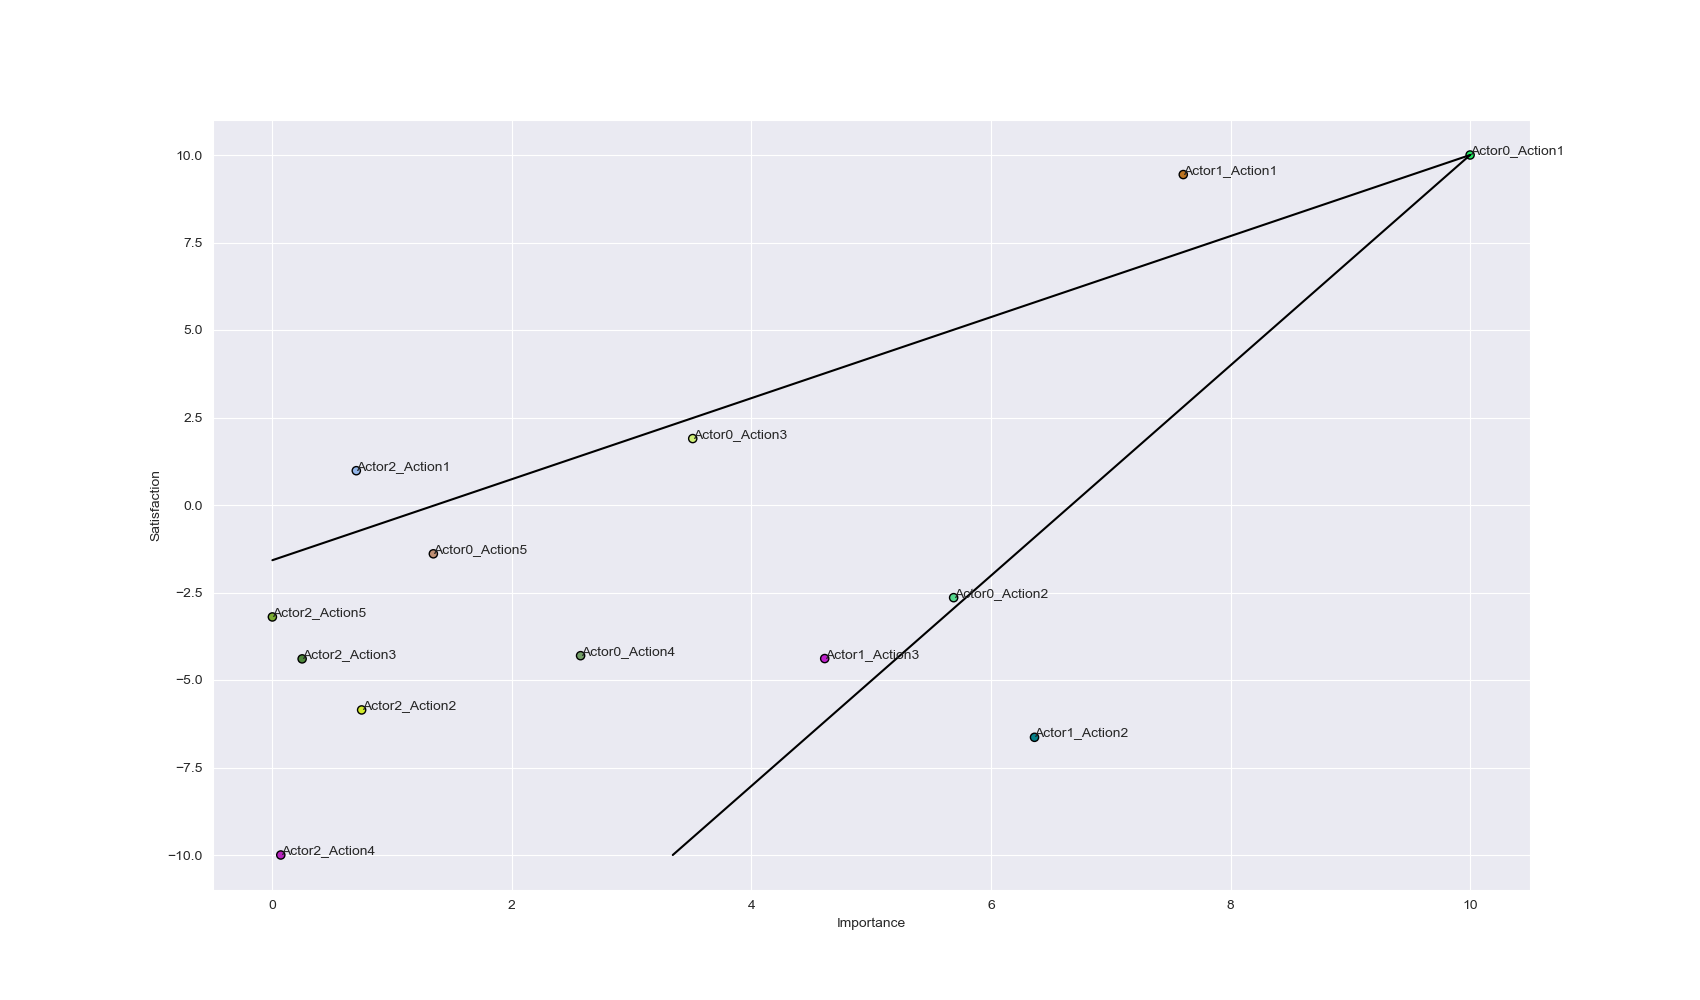 10.0
Actor0_Action1
Actor1_Action1
7.5
5.0
2.5
Actor0_Action3
Actor2_Action1
Satisfaction
0.0
Actor0_Action5
−2.5
Actor0_Action2
Actor2_Action5
Actor0_Action4
Actor2_Action3
Actor1_Action3
−5.0
Actor2_Action2
Actor1_Action2
−7.5
−10.0
Actor2_Action4
0 2 4 6 8 10
Importance